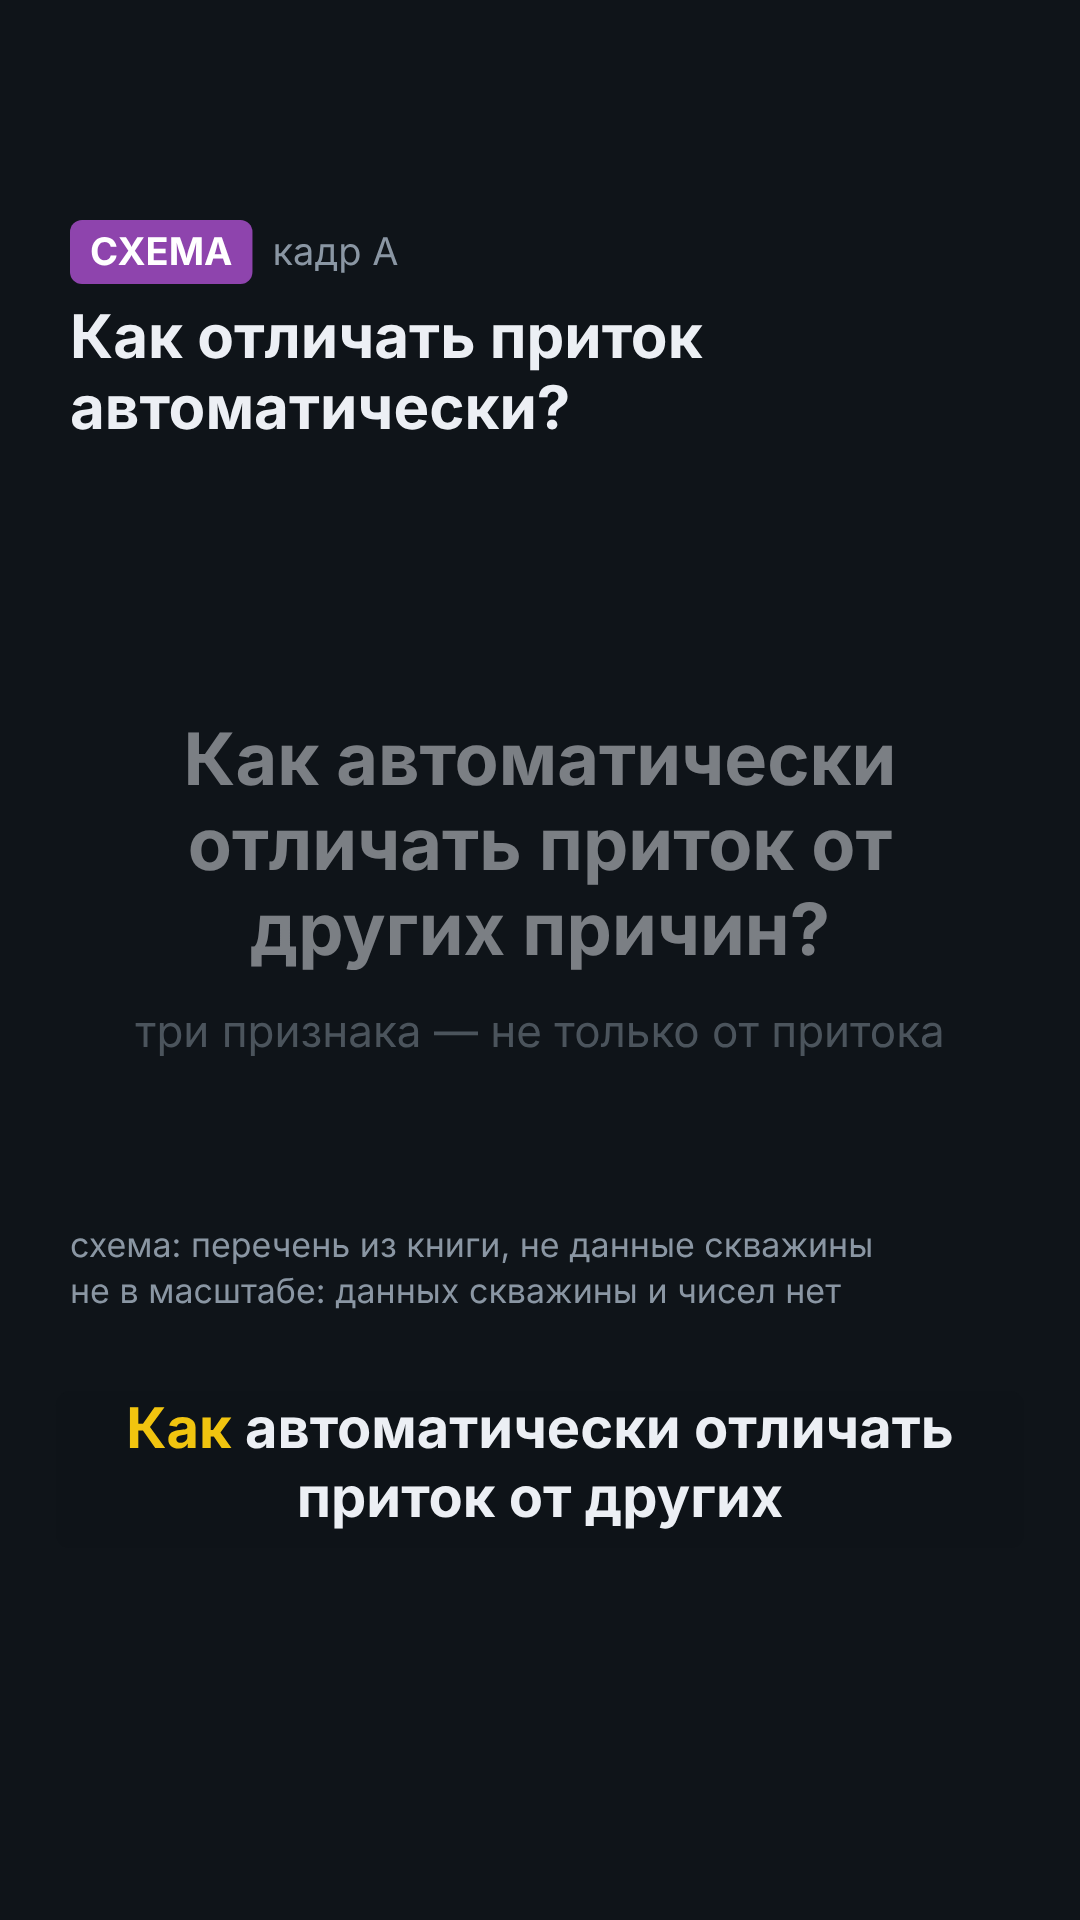 СХЕМА кадр А
Как отличать приток
автоматически?
Как автоматически
отличать приток от
других причин?
три признака — не только от притока
схема: перечень из книги, не данные скважины
не в масштабе: данных скважины и чисел нет
Как автоматически отличать
приток от других